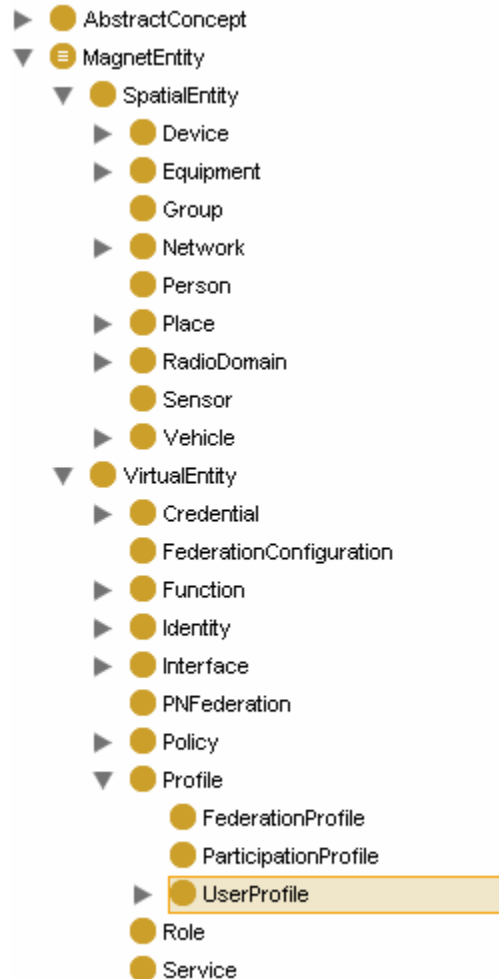 AbstractConcept
MagnetEntity
SpatialEntity
Device
Equipment
Group
Network
Person
Place
RadioDomain
Sensor
Vehicle
VirtualEntity
Credential
FederationConfiguration
Function
Identity
Interface
PNFederation
Policy
Profile
FederationProfile
ParticipationProfile
UserProfile
Role
Service